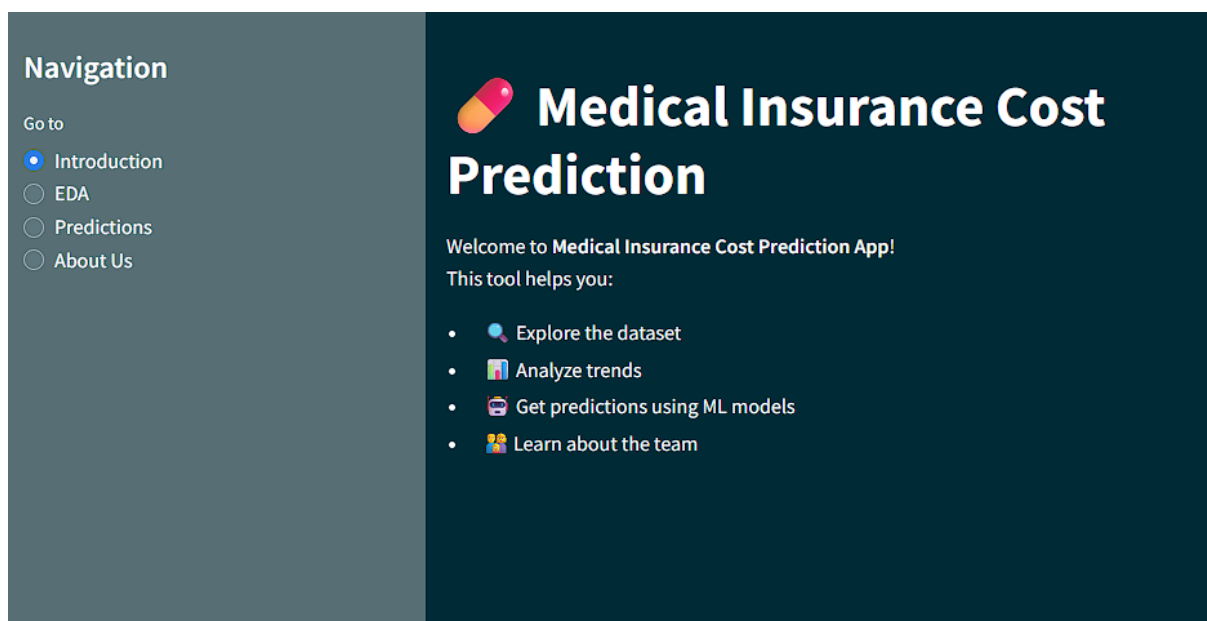 Navigation
Go to
Introduction
EDA
Predictions
About Us
💊 Medical Insurance Cost
Prediction
Welcome to Medical Insurance Cost Prediction App!
This tool helps you:
• 🔍 Explore the dataset
• 📊 Analyze trends
• 🤖 Get predictions using ML models
• 👥 Learn about the team